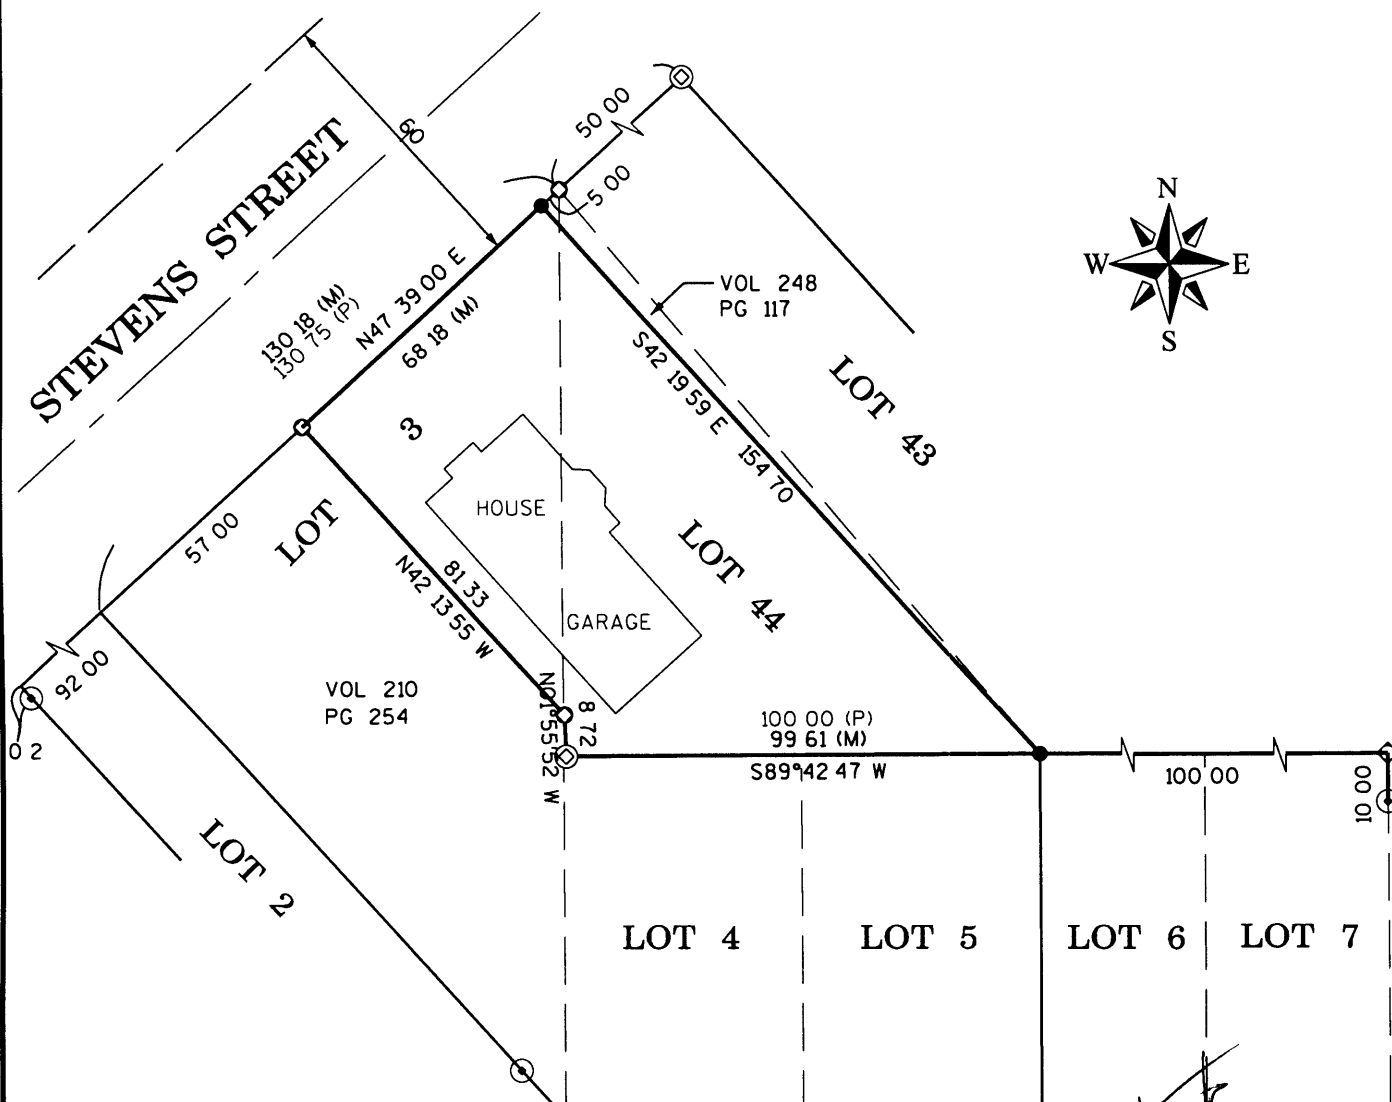 50 00
60
5 00
STEVENS STREET
N
W
E
S
VOL 248
PG 117
N47 39 00 E
68 18 (M)
130 18 (M)
130 75 (P)
S42 19 59 E 154 70
LOT 43
LOT 3
HOUSE
57 00
LOT 44
81 33
N42 13 55 W
GARAGE
92 00
VOL 210
PG 254
0 2
N01°55 52 W
8 72
100 00 (P)
99 61 (M)
S89°42 47 W
100 00
10 00
LOT 2
LOT 4
LOT 5
LOT 6
LOT 7